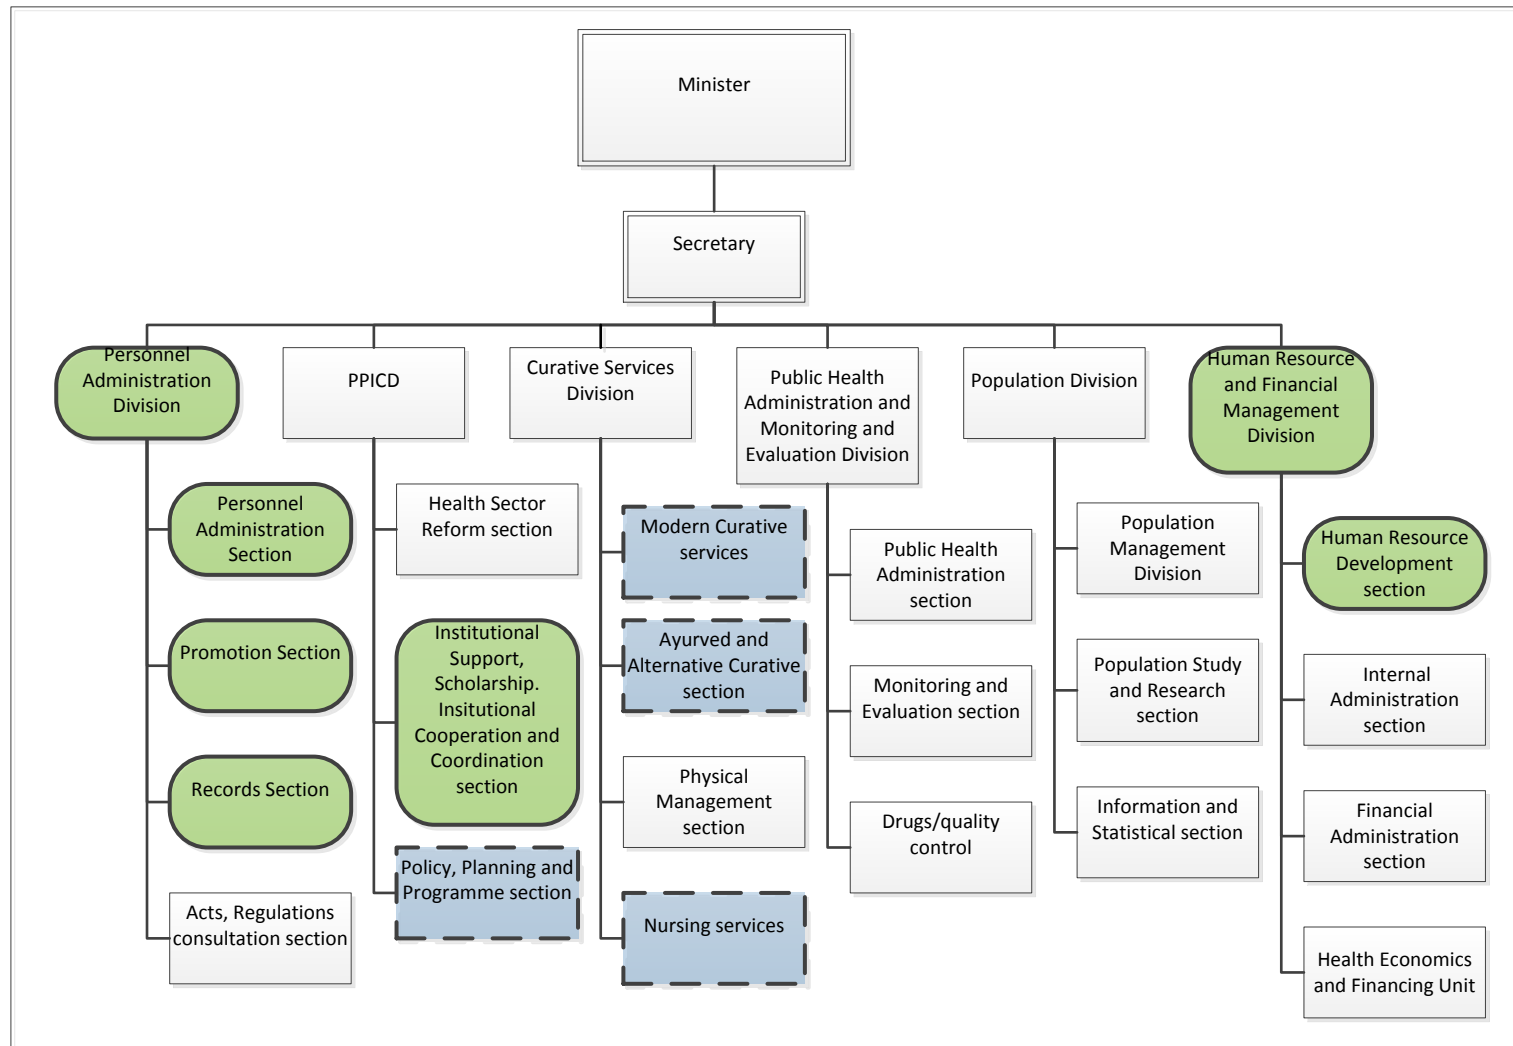 Minister
Secretary
Personnel
Administration
Division
PPICD
Curative Services
Division
Public Health
Administration and
Monitoring and
Evaluation Division
Population Division
Human Resource
and Financial
Management
Division
Personnel
Administration
Section
Promotion Section
Records Section
Acts, Regulations
consultation section
Health Sector
Reform section
Institutional
Support,
Scholarship.
Insitutional
Cooperation and
Coordination
section
Policy, Planning and
Programme section
Modern Curative
services
Ayurved and
Alternative Curative
section
Physical
Management
section
Nursing services
Public Health
Administration
section
Monitoring and
Evaluation section
Drugs/quality
control
Population
Management
Division
Population Study
and Research
section
Information and
Statistical section
Human Resource
Development
section
Internal
Administration
section
Financial
Administration
section
Health Economics
and Financing Unit